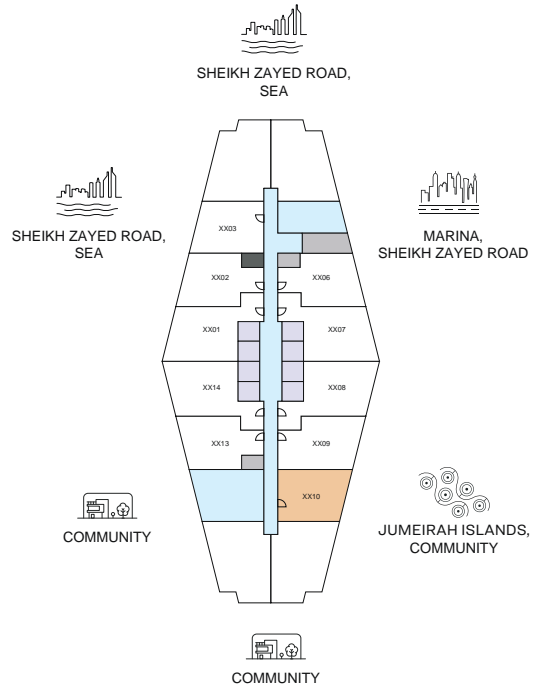 SHEIKH ZAYED ROAD,
SEA
SHEIKH ZAYED ROAD,
SEA
MARINA,
SHEIKH ZAYED ROAD
XX03
XX02
XX06
XX01
XX07
XX14
XX08
XX13
XX09
XX10
COMMUNITY
JUMEIRAH ISLANDS,
COMMUNITY
COMMUNITY